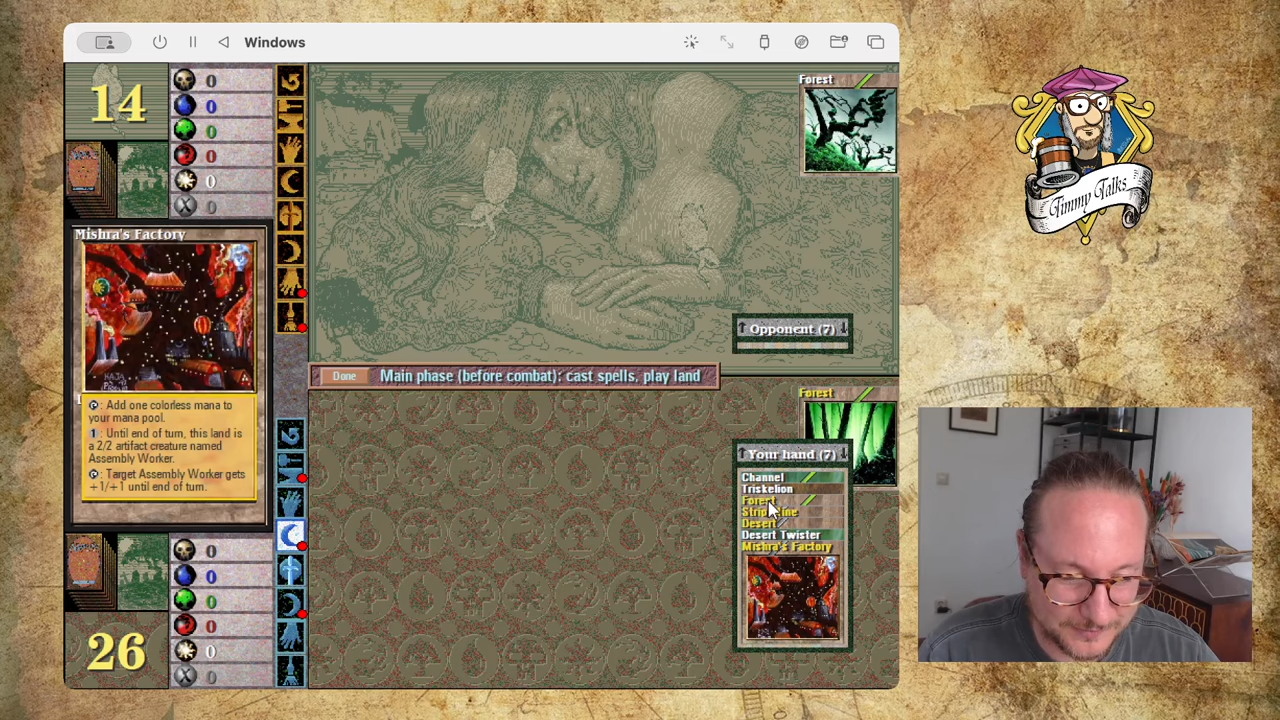 Windows
14
0
0
0
0
0
0
Mishra's Factory
: Add one colorless mana to
your mana pool.
1: Until end of turn, this land is
a 2/2 artifact creature named
Assembly Worker.
: Target Assembly Worker gets
+1/+1 until end of turn.
0
0
0
0
0
0
26
Forest
Opponent (7)
Done
Main phase (before combat): cast spells, play land
Forest
Your hand (7)
Channel
Triskelion
Forest
Desert
Desert Twister
Mishra's Factory
Timmy Talks